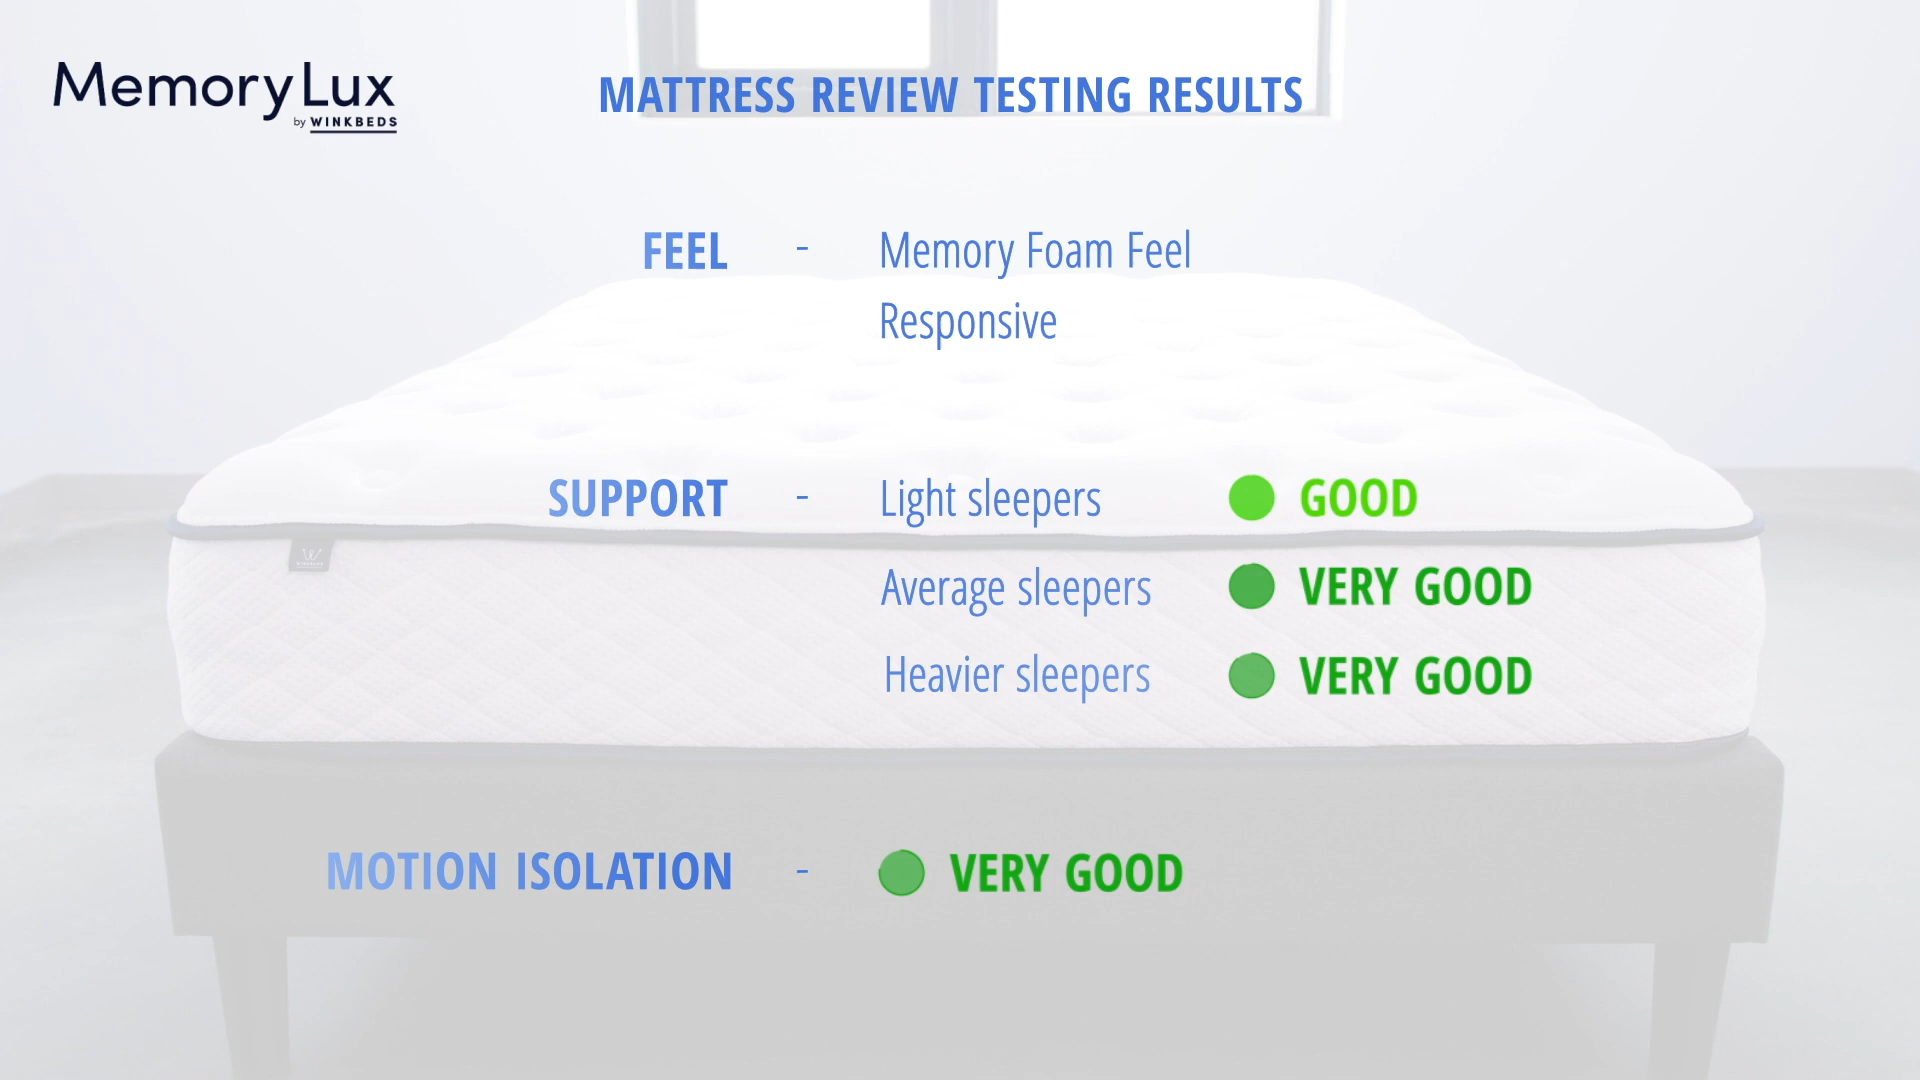 MemoryLux
by WINKBEDS
MATTRESS REVIEW TESTING RESULTS
FEEL - Memory Foam Feel
Responsive
SUPPORT - Light sleepers GOOD
Average sleepers VERY GOOD
Heavier sleepers VERY GOOD
MOTION ISOLATION - VERY GOOD